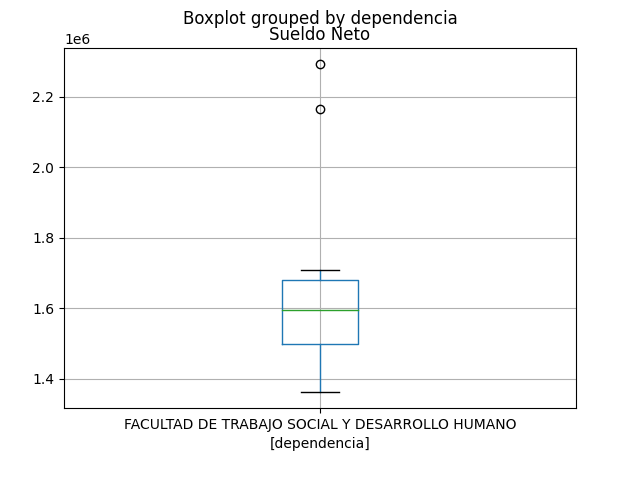 Boxplot grouped by dependencia
Sueldo Neto
1e6
2.2
2.0
1.8
1.6
1.4
FACULTAD DE TRABAJO SOCIAL Y DESARROLLO HUMANO
[dependencia]